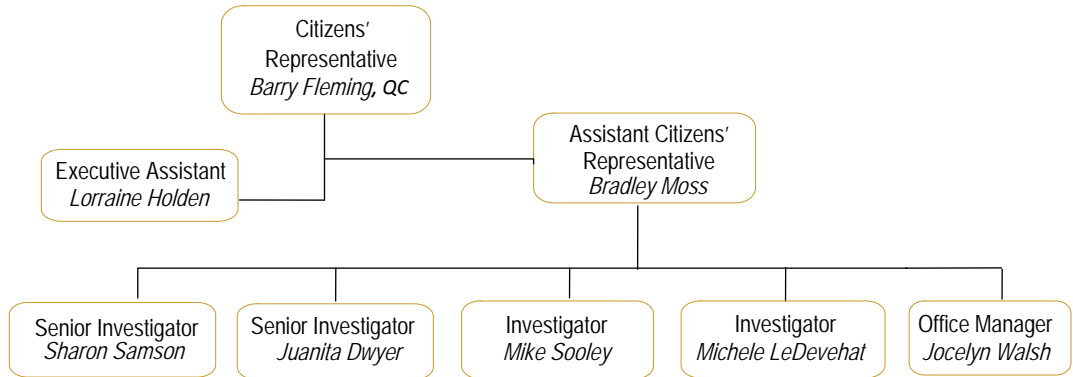 Citizens'
Representative
Barry Fleming, QC
Assistant Citizens'
Representative
Bradley Moss
Executive Assistant
Lorraine Holden
Senior Investigator
Sharon Samson
Senior Investigator
Juanita Dwyer
Investigator
Mike Sooley
Investigator
Michele LeDevehat
Office Manager
Jocelyn Walsh